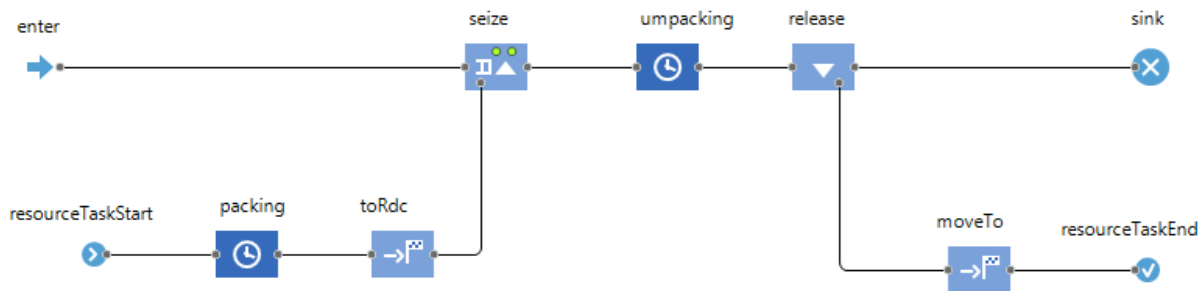 enter
seize
umpacking
release
sink
resourceTaskStart
packing
toRdc
moveTo
resourceTaskEnd